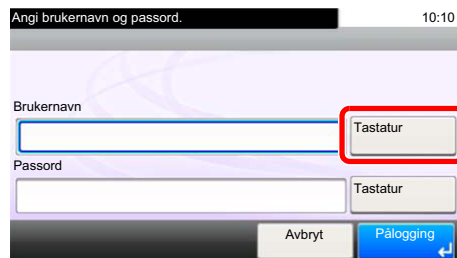 Angi brukernavn og passord. 10:10
Brukernavn
Tastatur
Passord
Tastatur
Avbryt Pålogging